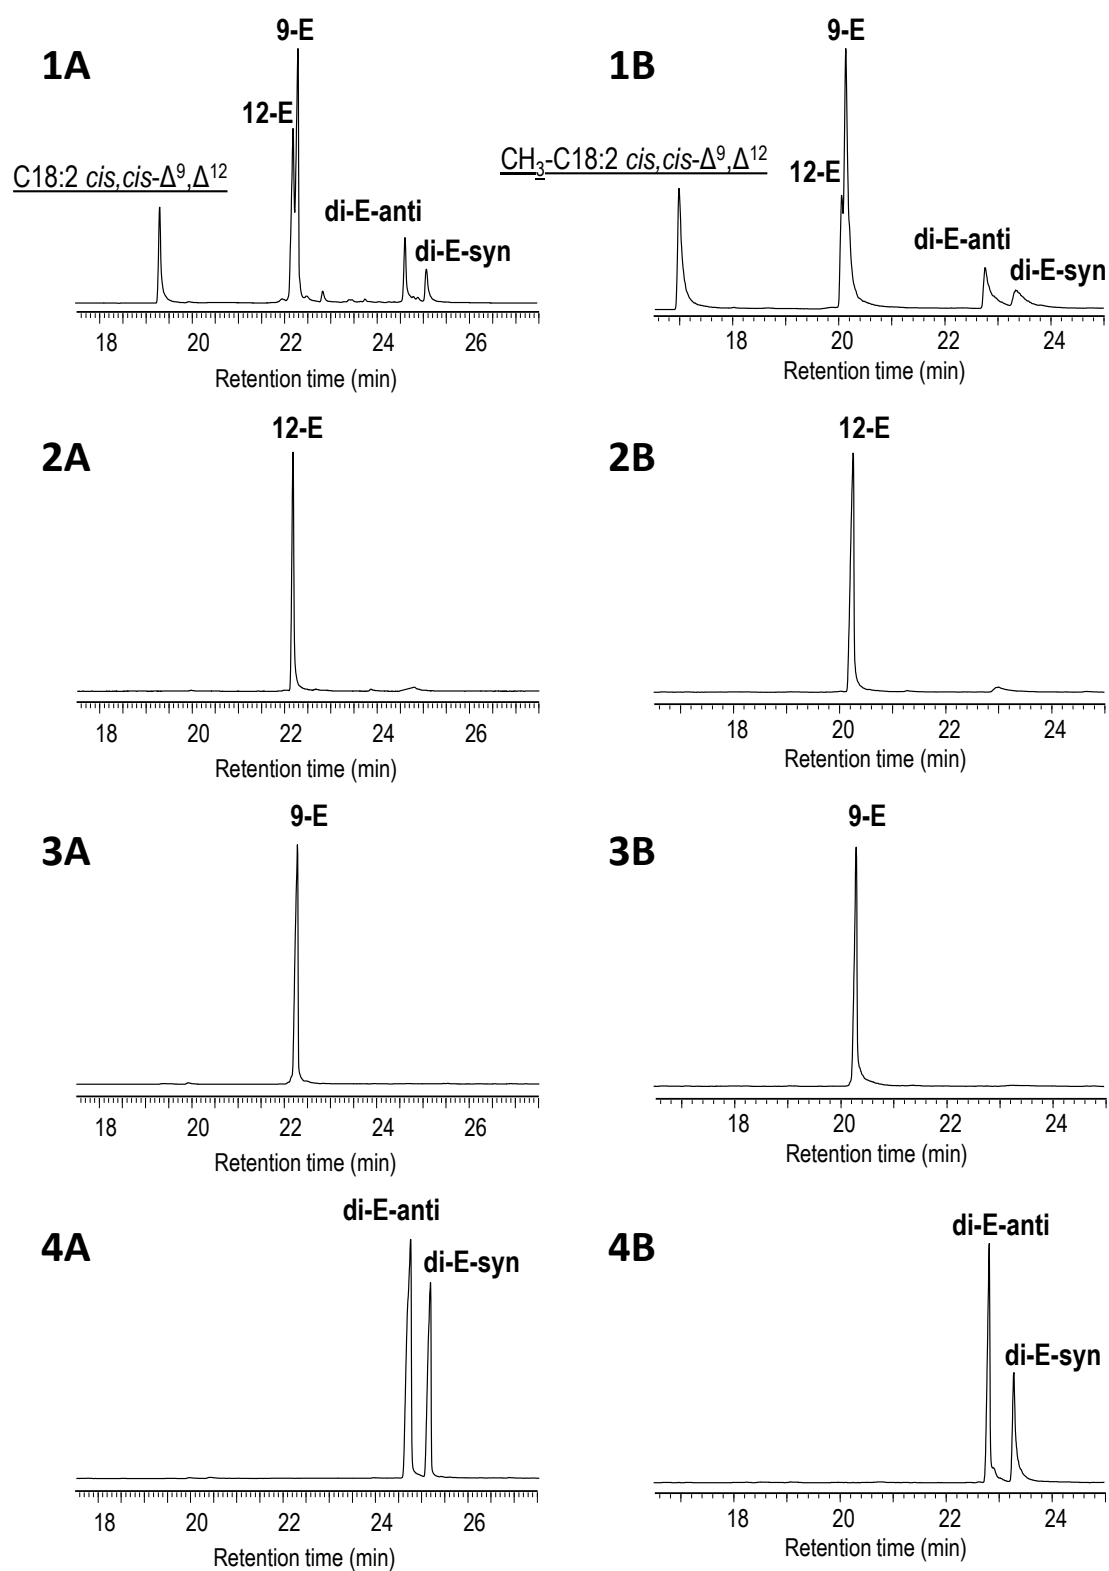 1A
9-E
12-E
C18:2 cis,cis-Δ⁹,Δ¹²
di-E-anti
di-E-syn
18 20 22 24 26
Retention time (min)
1B
9-E
CH₃-C18:2 cis,cis-Δ⁹,Δ¹²
12-E
di-E-anti
di-E-syn
18 20 22 24
Retention time (min)
2A
12-E
18 20 22 24 26
Retention time (min)
2B
12-E
18 20 22 24
Retention time (min)
3A
9-E
18 20 22 24 26
Retention time (min)
3B
9-E
18 20 22 24
Retention time (min)
4A
di-E-anti
di-E-syn
18 20 22 24 26
Retention time (min)
4B
di-E-anti
di-E-syn
18 20 22 24
Retention time (min)